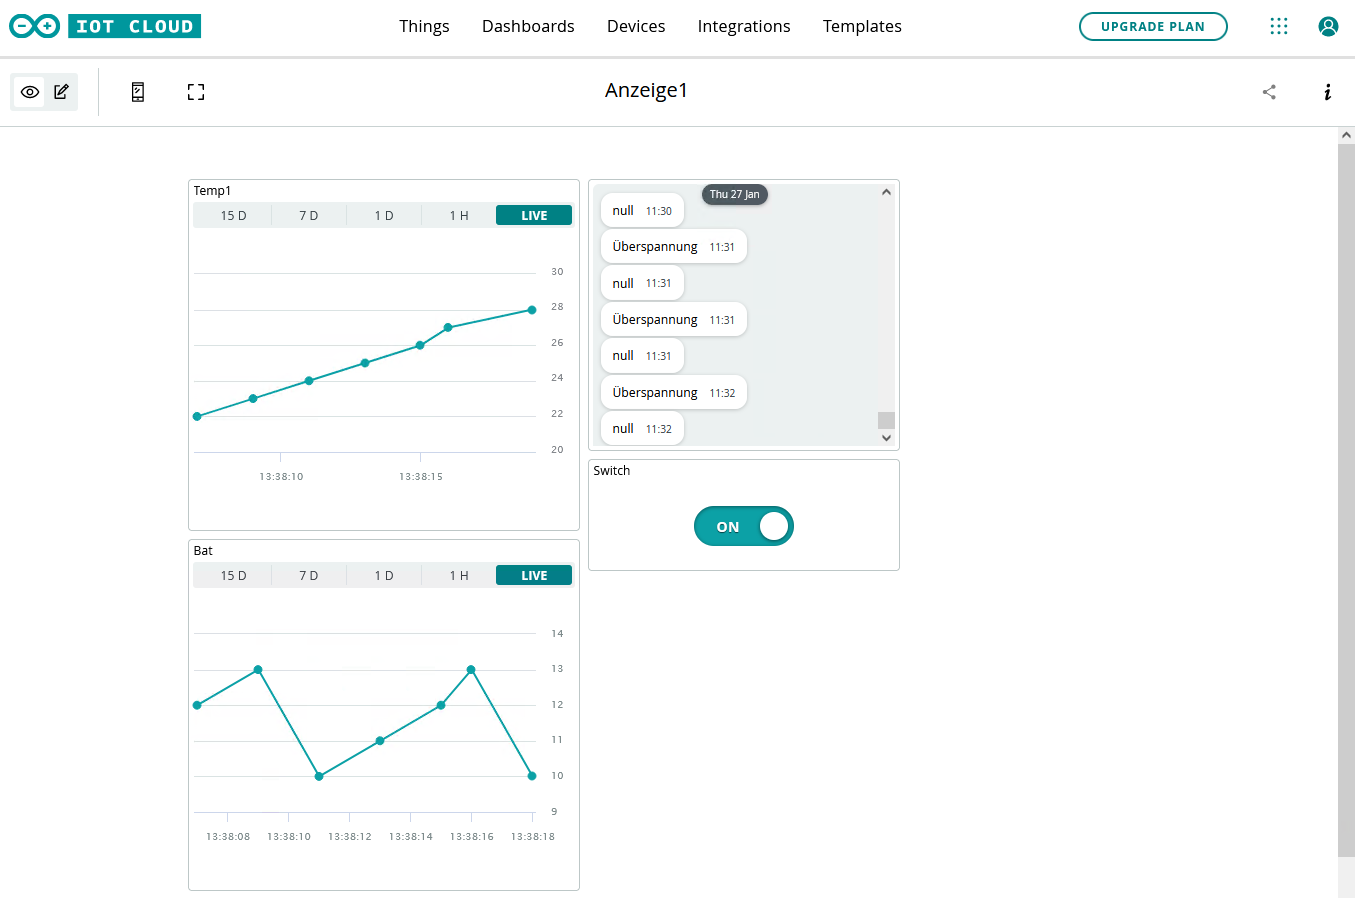 IOT CLOUD
Things Dashboards Devices Integrations Templates
UPGRADE PLAN
Anzeige1
Temp1
15 D 7 D 1 D 1 H LIVE
30
28
26
24
22
20
13:38:10 13:38:15
Bat
15 D 7 D 1 D 1 H LIVE
14
13
12
11
10
9
13:38:08 13:38:10 13:38:12 13:38:14 13:38:16 13:38:18
Thu 27 Jan
null 11:30
Überspannung 11:31
null 11:31
Überspannung 11:31
null 11:31
Überspannung 11:32
null 11:32
Switch
ON